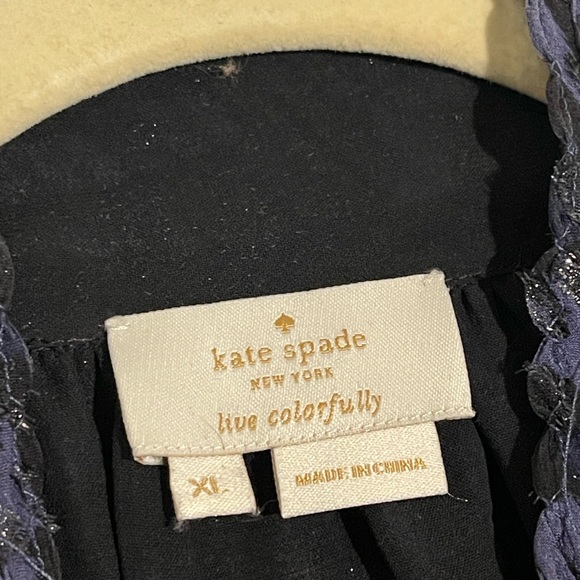 kate spade
NEW YORK
live colorfully
XL
MADE IN CHINA